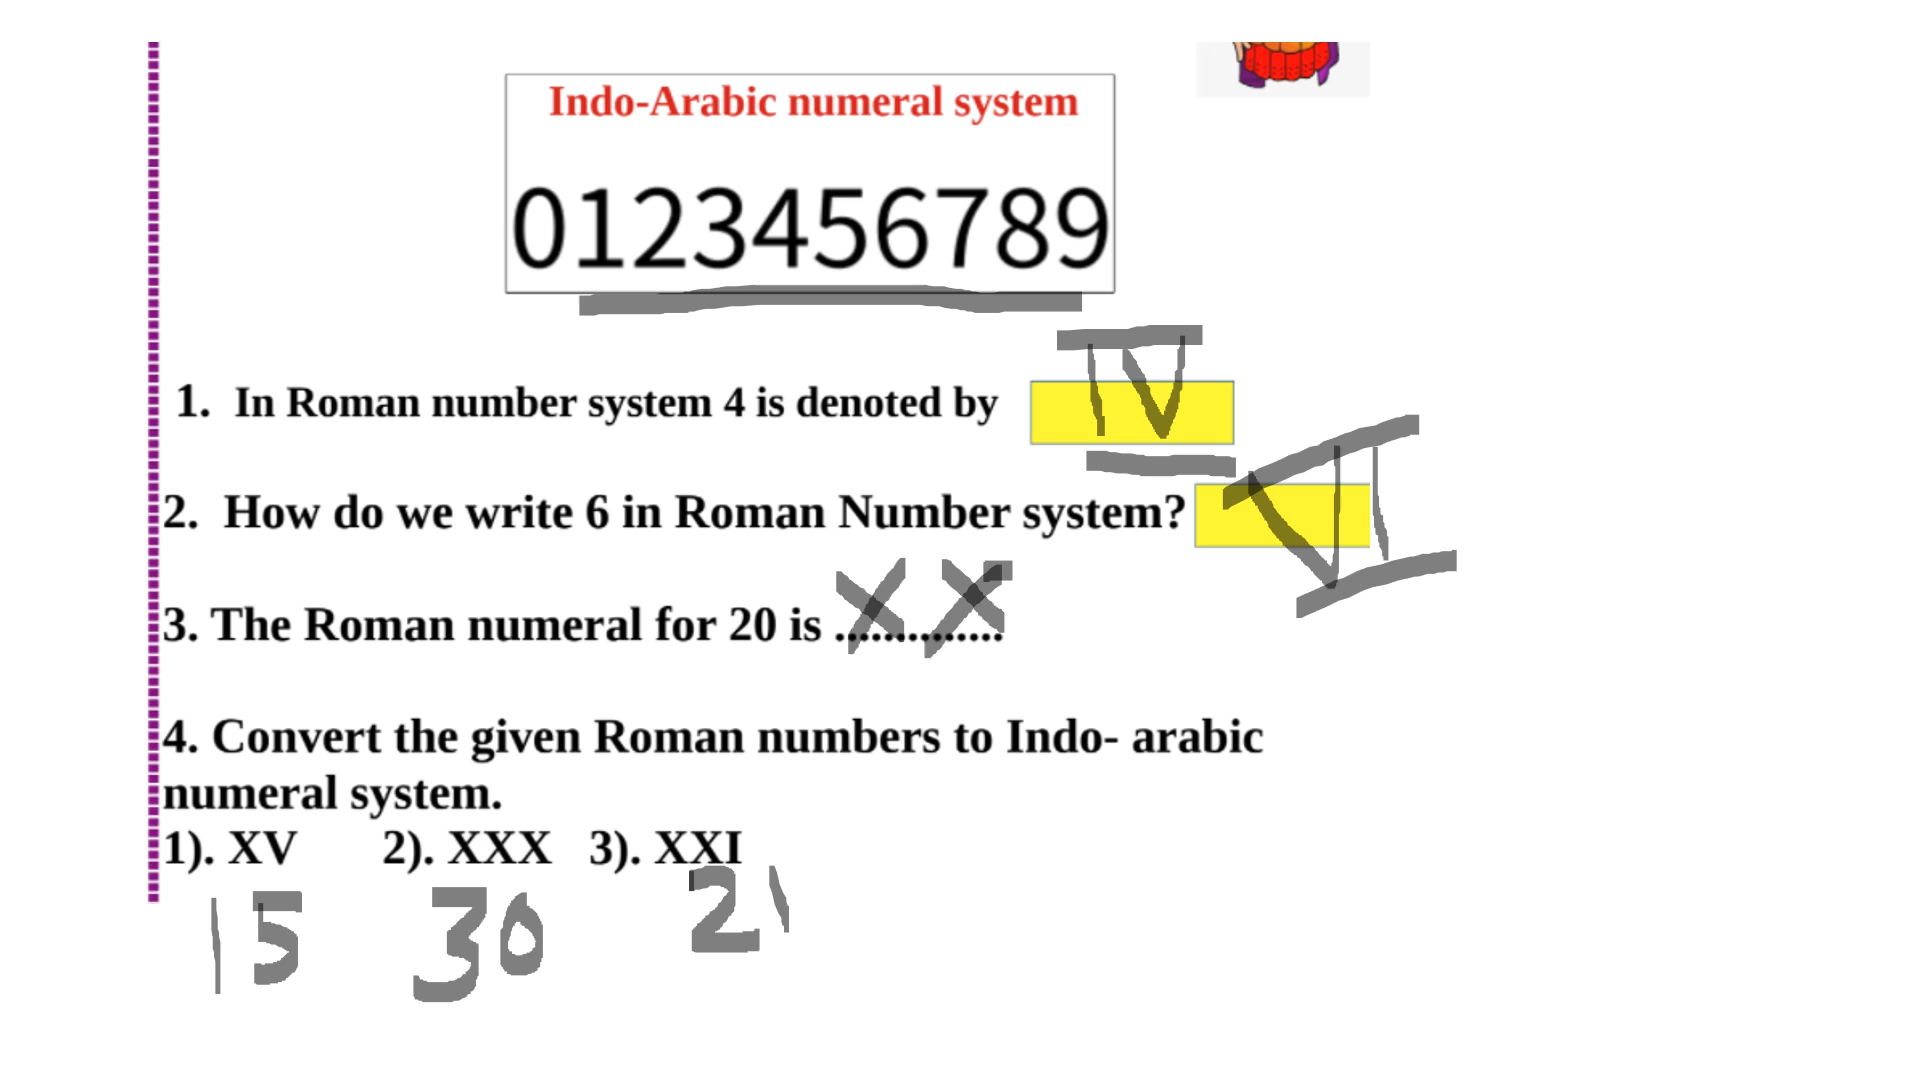 Indo-Arabic numeral system
0123456789
1. In Roman number system 4 is denoted by IV
2. How do we write 6 in Roman Number system? VI
3. The Roman numeral for 20 is .............. XX
4. Convert the given Roman numbers to Indo- arabic
numeral system.
1). XV 2). XXX 3). XXI
15 30 21